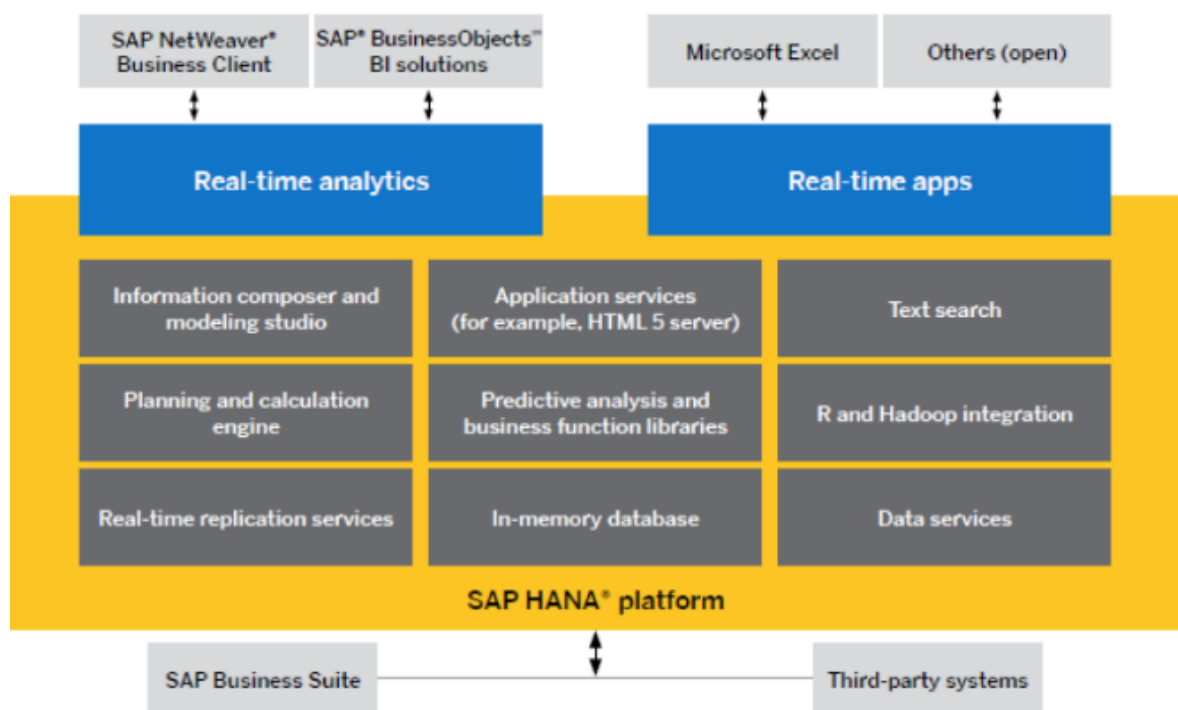 SAP NetWeaver®
Business Client
SAP® BusinessObjects™
BI solutions
Microsoft Excel
Others (open)
Real-time analytics
Real-time apps
Information composer and
modeling studio
Application services
(for example, HTML 5 server)
Text search
Planning and calculation
engine
Predictive analysis and
business function libraries
R and Hadoop integration
Real-time replication services
In-memory database
Data services
SAP HANA® platform
SAP Business Suite
Third-party systems